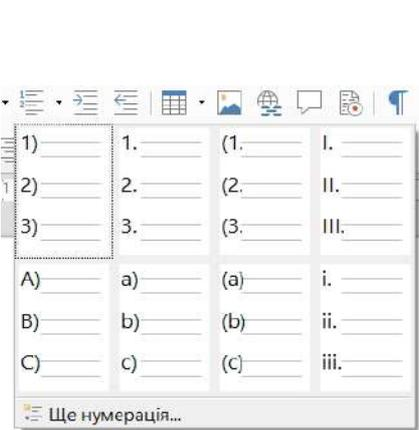 1) 1. (1. I.
2) 2. (2. II.
3) 3. (3. III.
A) a) (a) i.
B) b) (b) ii.
C) c) (c) iii.
Ще нумерація...